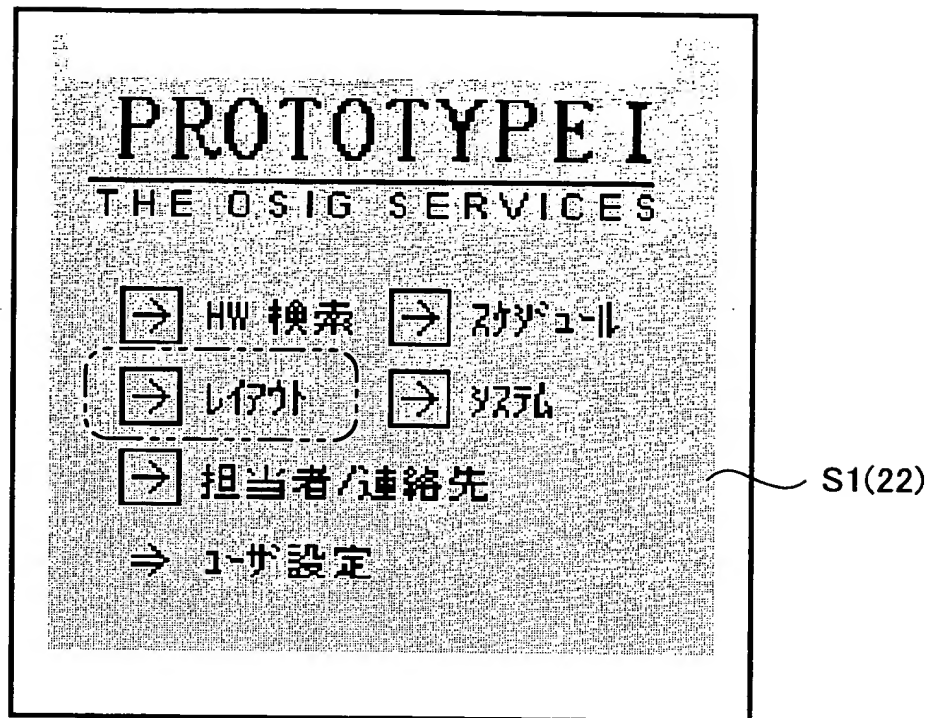 PROTOTYPE I
THE OSIG SERVICES
HW 検索 ｽｹｼﾞｭｰﾙ
ﾚｲｱｳﾄ ｼｽﾃﾑ
担当者/連絡先
S1(22)
⇒ ﾕｰｻﾞ設定